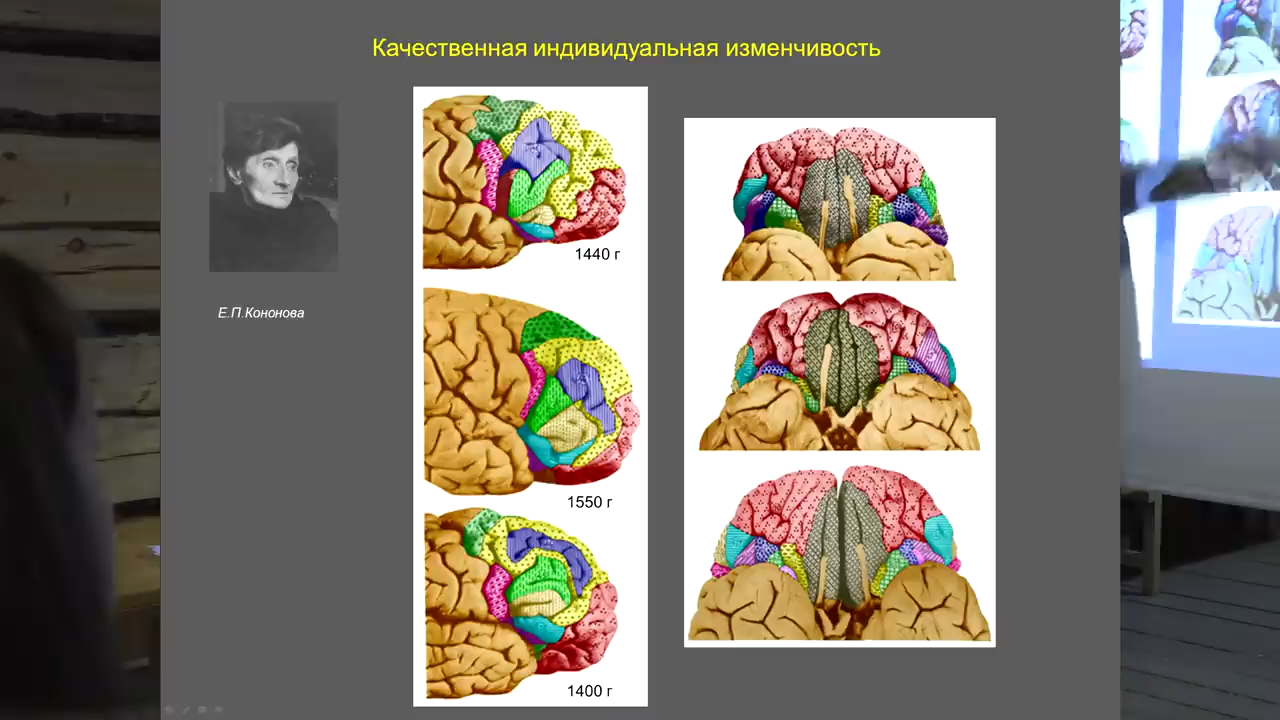 Качественная индивидуальная изменчивость
Е.П.Кононова
1440 г
1550 г
1400 г